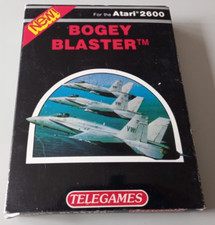 NEW!
For the Atari® 2600
BOGEY
BLASTER™
TELEGAMES